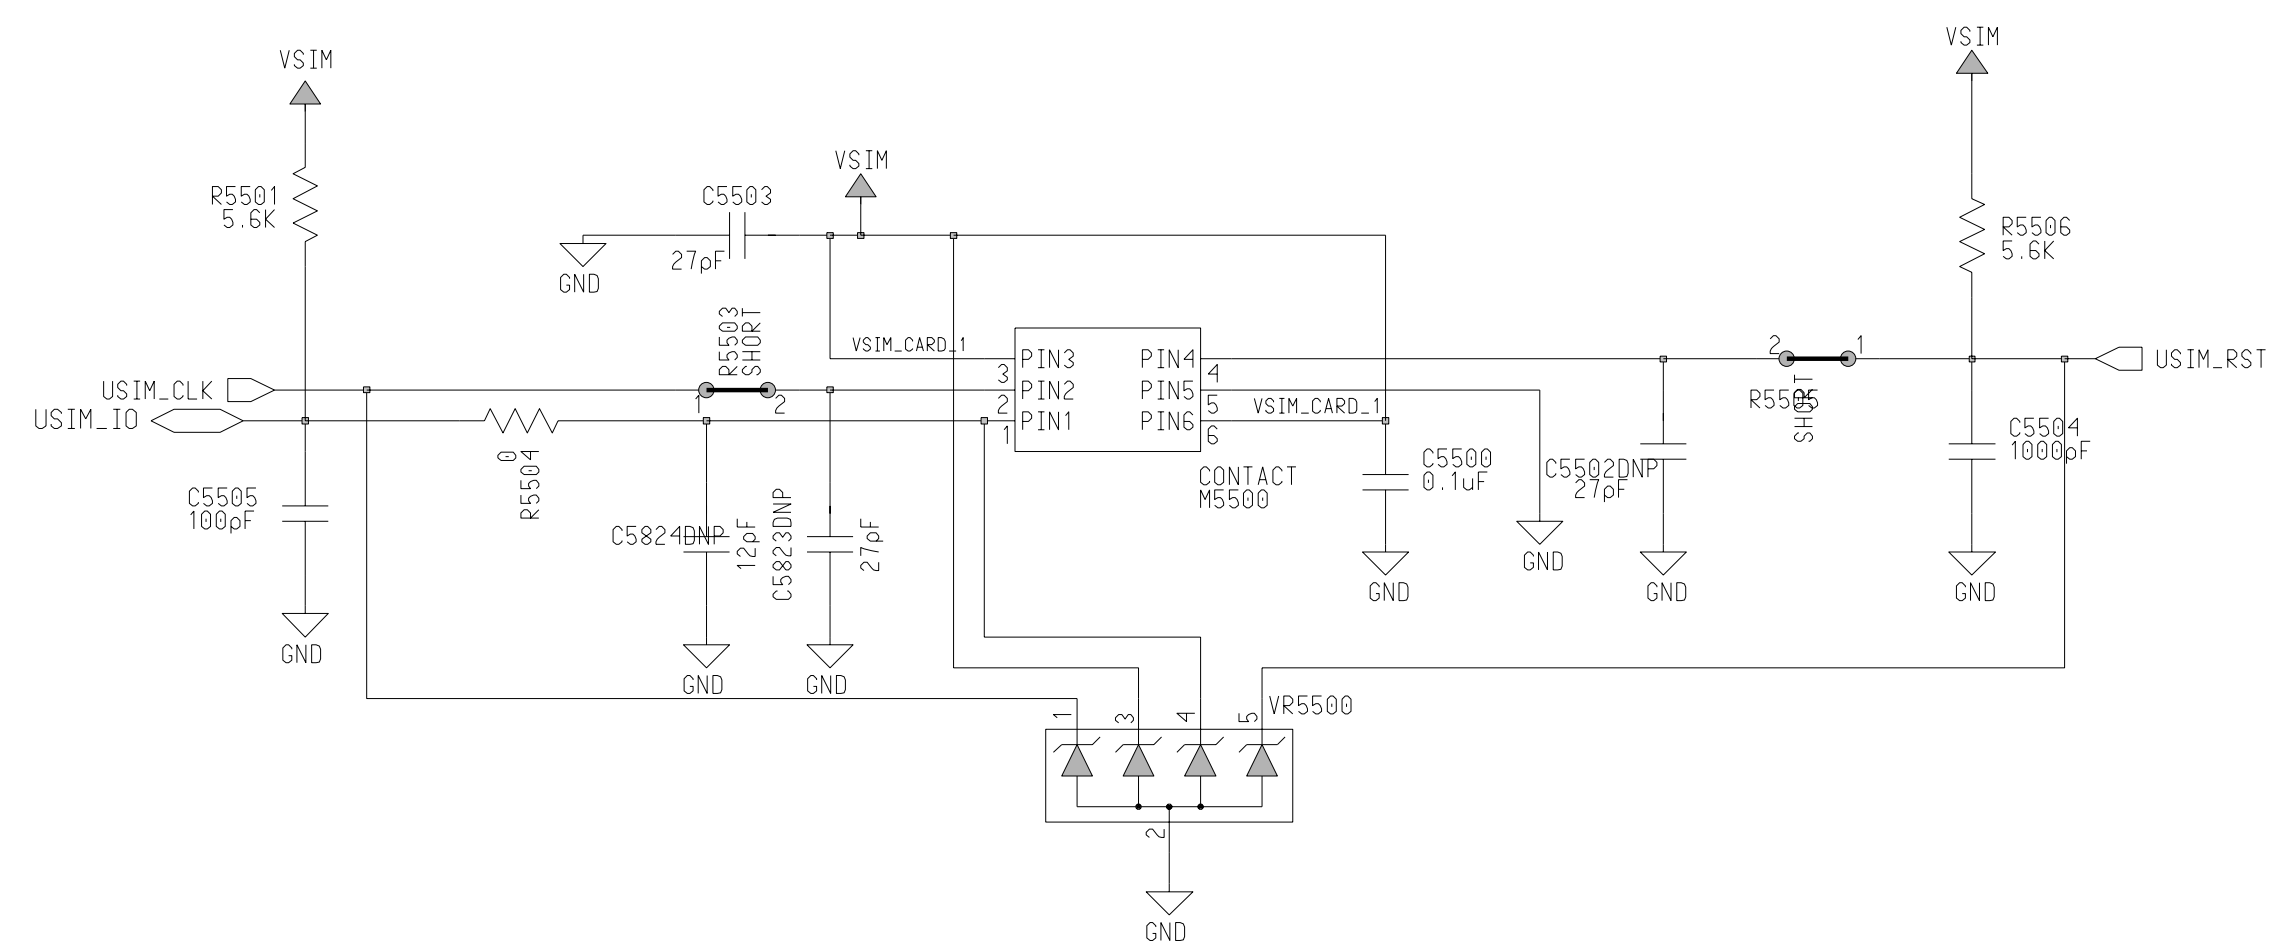 VSIM
VSIM
VSIM
R5501
5.6K
C5503
27pF
GND
R5506
5.6K
R5503
SHORT
VSIM_CARD_1
PIN3
PIN4
3
4
USIM_CLK
1
2
PIN2
PIN5
2
5
USIM_IO
PIN1
PIN6
1
6
VSIM_CARD_1
2
1
USIM_RST
SHORT
0
R5504
C5505
100pF
GND
C5824DNP
12pF
GND
C5823DNP
27pF
GND
CONTACT
M5500
C5500
0.1uF
GND
GND
C5502DNP
27pF
GND
C5504
1000pF
GND
VR5500
1
3
4
5
2
GND